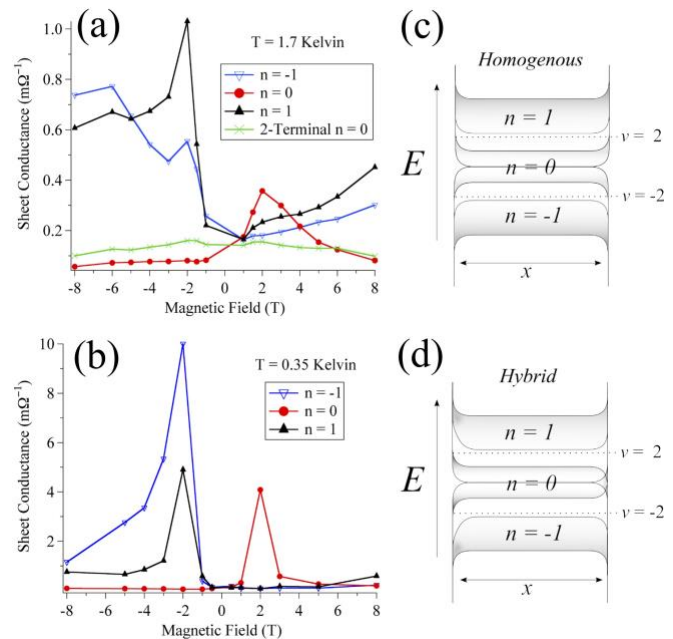 (a)
T = 1.7 Kelvin
n = -1
n = 0
n = 1
2-Terminal n = 0
Sheet Conductance (mΩ⁻¹)
1.0
0.8
0.6
0.4
0.2
-8 -6 -4 -2 0 2 4 6 8
Magnetic Field (T)
(c)
Homogenous
E
n = 1
ν = 2
n = 0
ν = -2
n = -1
x
(b)
T = 0.35 Kelvin
n = -1
n = 0
n = 1
Sheet Conductance (mΩ⁻¹)
10
8
6
4
2
-8 -6 -4 -2 0 2 4 6 8
Magnetic Field (T)
(d)
Hybrid
E
n = 1
ν = 2
n = 0
ν = -2
n = -1
x